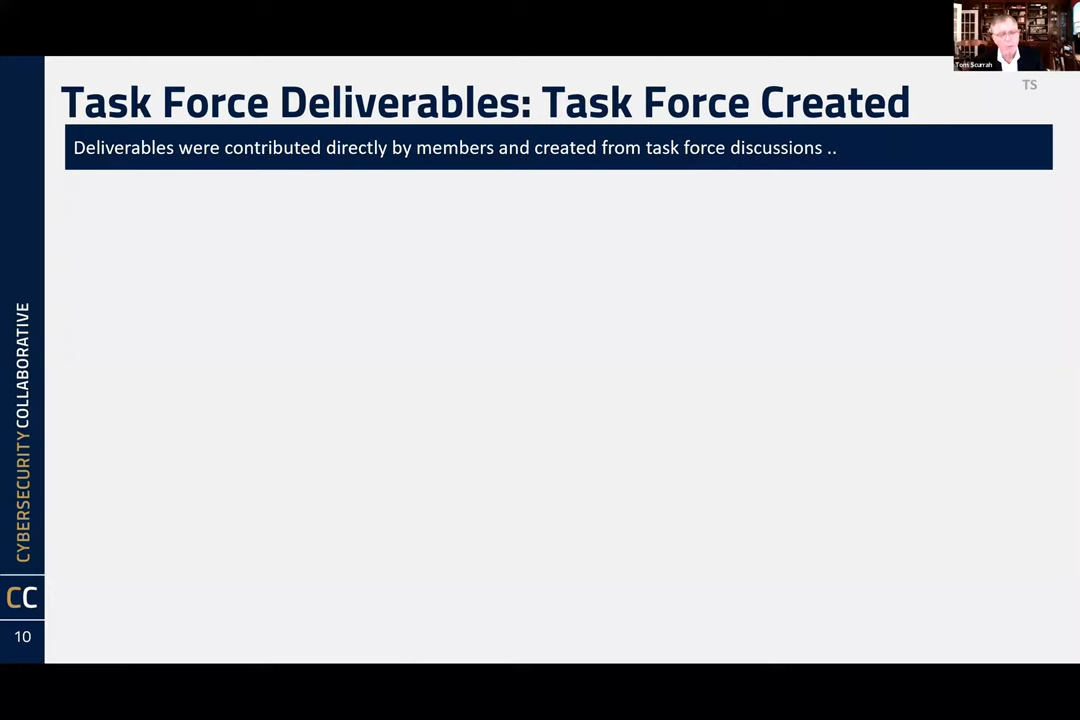 Tom Scurrah
TS
Task Force Deliverables: Task Force Created
Deliverables were contributed directly by members and created from task force discussions ..
CYBERSECURITY COLLABORATIVE
CC
10